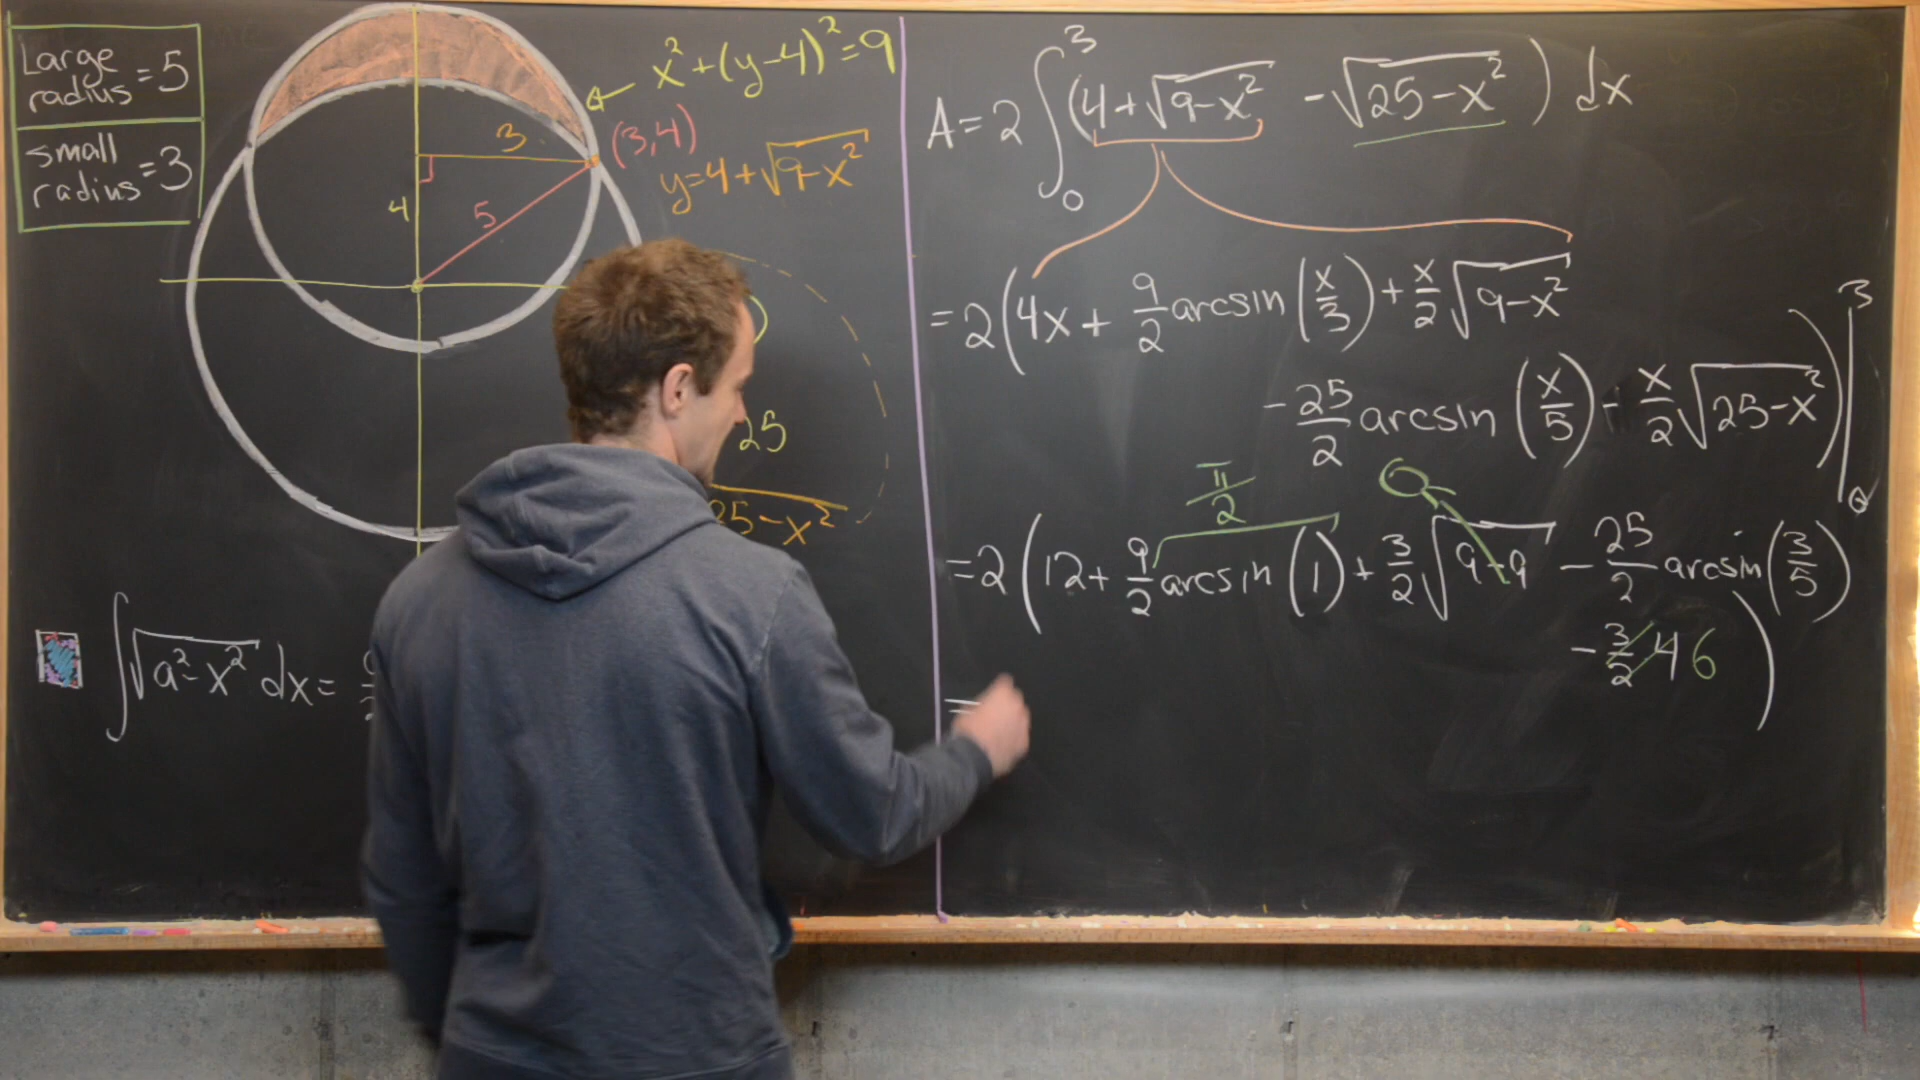 Large radius = 5
small radius = 3
x² + (y-4)² = 9
3
(3,4)
y = 4 + √(9-x²)
4
5
25
25 - x²
∫√(a²-x²) dx =
A = 2 ∫₀³ (4 + √(9-x²) - √(25-x²)) dx
= 2(4x + 9/2 arcsin(x/3) + x/2 √(9-x²)
- 25/2 arcsin(x/5) - x/2 √(25-x²))|₀³
π/2 0
= 2(12 + 9/2 arcsin(1) + 3/2 √(9-9) - 25/2 arcsin(3/5)
- 3/2 4 6)
=